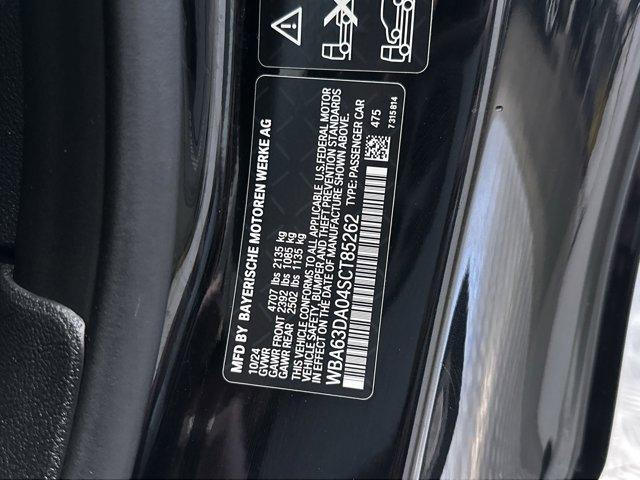 MFD BY BAYERISCHE MOTOREN WERKE AG
10/24
GVWR 4707 lbs 2135 kg
GAWR FRONT 2392 lbs 1085 kg
GAWR REAR 2502 lbs 1135 kg
THIS VEHICLE CONFORMS TO ALL APPLICABLE U.S.FEDERAL MOTOR
VEHICLE SAFETY, BUMPER AND THEFT PREVENTION STANDARDS
IN EFFECT ON THE DATE OF MANUFACTURE SHOWN ABOVE.
WBA63DA04SCT85262 TYPE: PASSENGER CAR
475
7 315 814